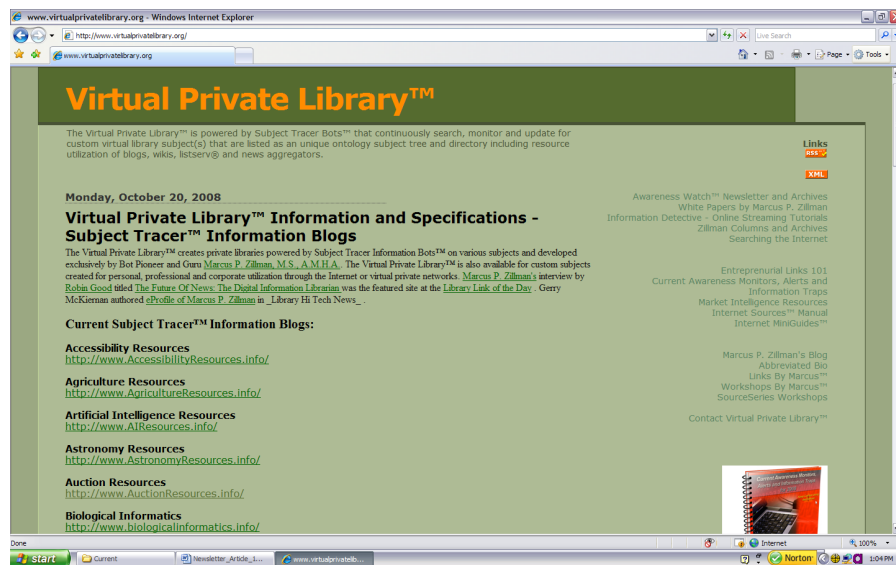 www.virtualprivatelibrary.org - Windows Internet Explorer
http://www.virtualprivatelibrary.org/
Live Search
www.virtualprivatelibrary.org
Page
Tools
Virtual Private Library™
The Virtual Private Library™ is powered by Subject Tracer Bots™ that continuously search, monitor and update for
custom virtual library subject(s) that are listed as an unique ontology subject tree and directory including resource
utilization of blogs, wikis, listserv® and news aggregators.
Monday, October 20, 2008
Virtual Private Library™ Information and Specifications -
Subject Tracer™ Information Blogs
The Virtual Private Library™ creates private libraries powered by Subject Tracer Information Bots™ on various subjects and developed
exclusively by Bot Pioneer and Guru Marcus P. Zillman, M.S., A.M.H.A.. The Virtual Private Library™ is also available for custom subjects
created for personal, professional and corporate utilization through the Internet or virtual private networks. Marcus P. Zillman's interview by
Robin Good titled The Future Of News: The Digital Information Librarian was the featured site at the Library Link of the Day . Gerry
McKiernan authored eProfile of Marcus P. Zillman in _Library Hi Tech News_ .
Current Subject Tracer™ Information Blogs:
Accessibility Resources
http://www.AccessibilityResources.info/
Agriculture Resources
http://www.AgricultureResources.info/
Artificial Intelligence Resources
http://www.AIResources.info/
Astronomy Resources
http://www.AstronomyResources.info/
Auction Resources
http://www.AuctionResources.info/
Biological Informatics
http://www.biologicalinformatics.info/
Links
RSS
XML
Awareness Watch™ Newsletter and Archives
White Papers by Marcus P. Zillman
Information Detective - Online Streaming Tutorials
Zillman Columns and Archives
Searching the Internet
Entreprenurial Links 101
Current Awareness Monitors, Alerts and
Information Traps
Market Intelligence Resources
Internet Sources™ Manual
Internet MiniGuides™
Marcus P. Zillman's Blog
Abbreviated Bio
Links By Marcus™
Workshops By Marcus™
SourceSeries Workshops
Contact Virtual Private Library™
Current Awareness Monitors,
Alerts and Information Traps
Done
Internet
100%
start
Current
Newsletter_Article_1...
www.virtualprivatelib...
Norton
1:04 PM